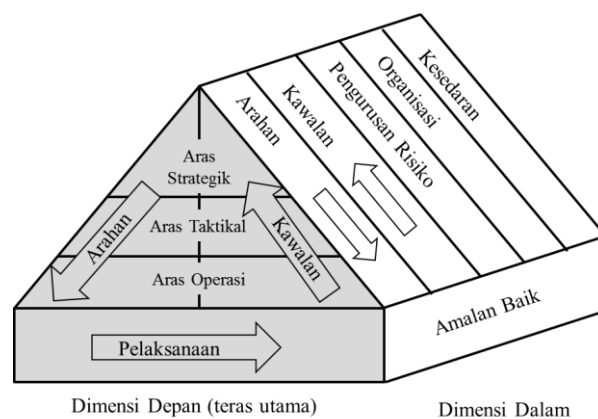 Aras
Strategik
Aras Taktikal
Aras Operasi
Arahan
Kawalan
Pelaksanaan
Arahan
Kawalan
Pengurusan Risiko
Organisasi
Kesedaran
Amalan Baik
Dimensi Depan (teras utama)
Dimensi Dalam